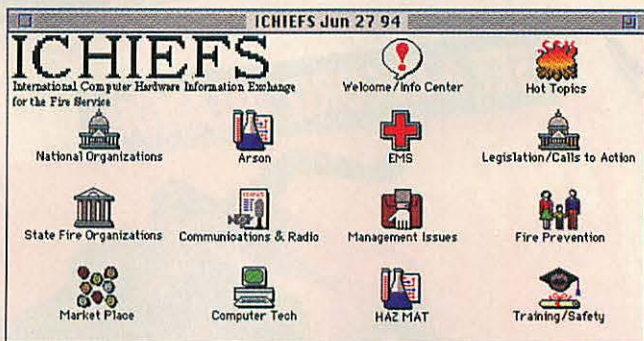 ICHIEFS Jun 27 94
ICHIEFS
International Computer Hardware Information Exchange
for the Fire Service
Welcome/Info Center
Hot Topics
National Organizations
Arson
EMS
Legislation/Calls to Action
State Fire Organizations
Communications & Radio
Management Issues
Fire Prevention
Market Place
Computer Tech
HAZ MAT
Training/Safety